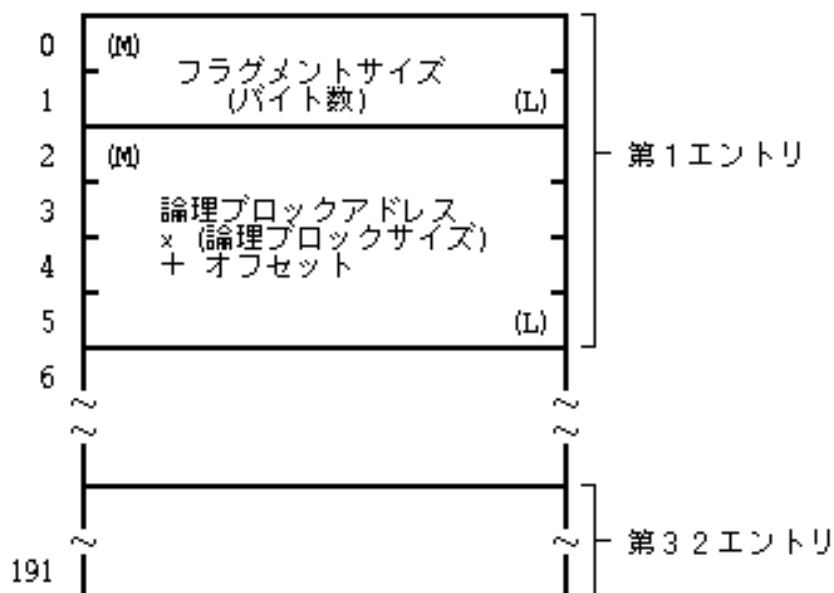 0 (M)
フラグメントサイズ
1 (バイト数) (L)
2 (M)
第1エントリ
3 論理ブロックアドレス
× (論理ブロックサイズ)
4 + オフセット
5 (L)
6
第32エントリ
191